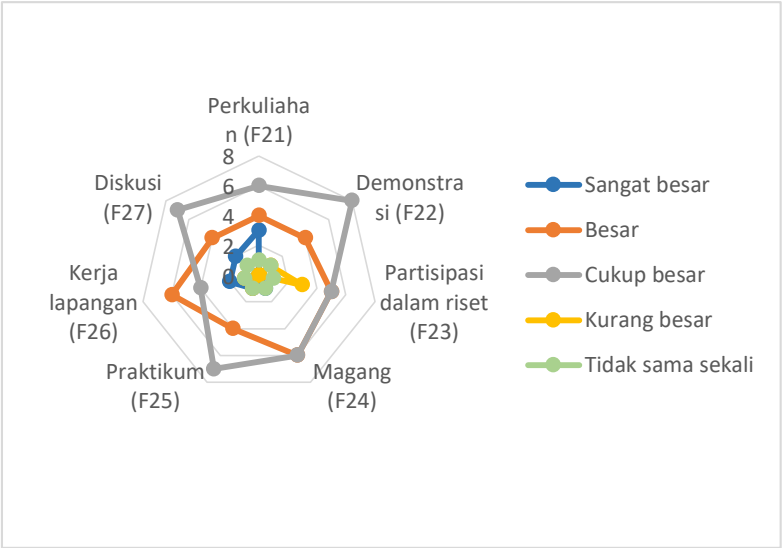 Perkuliaha
n (F21)
8
6
4
2
0
Demonstra
si (F22)
Partisipasi
dalam riset
(F23)
Magang
(F24)
Praktikum
(F25)
Kerja
lapangan
(F26)
Diskusi
(F27)
Sangat besar
Besar
Cukup besar
Kurang besar
Tidak sama sekali